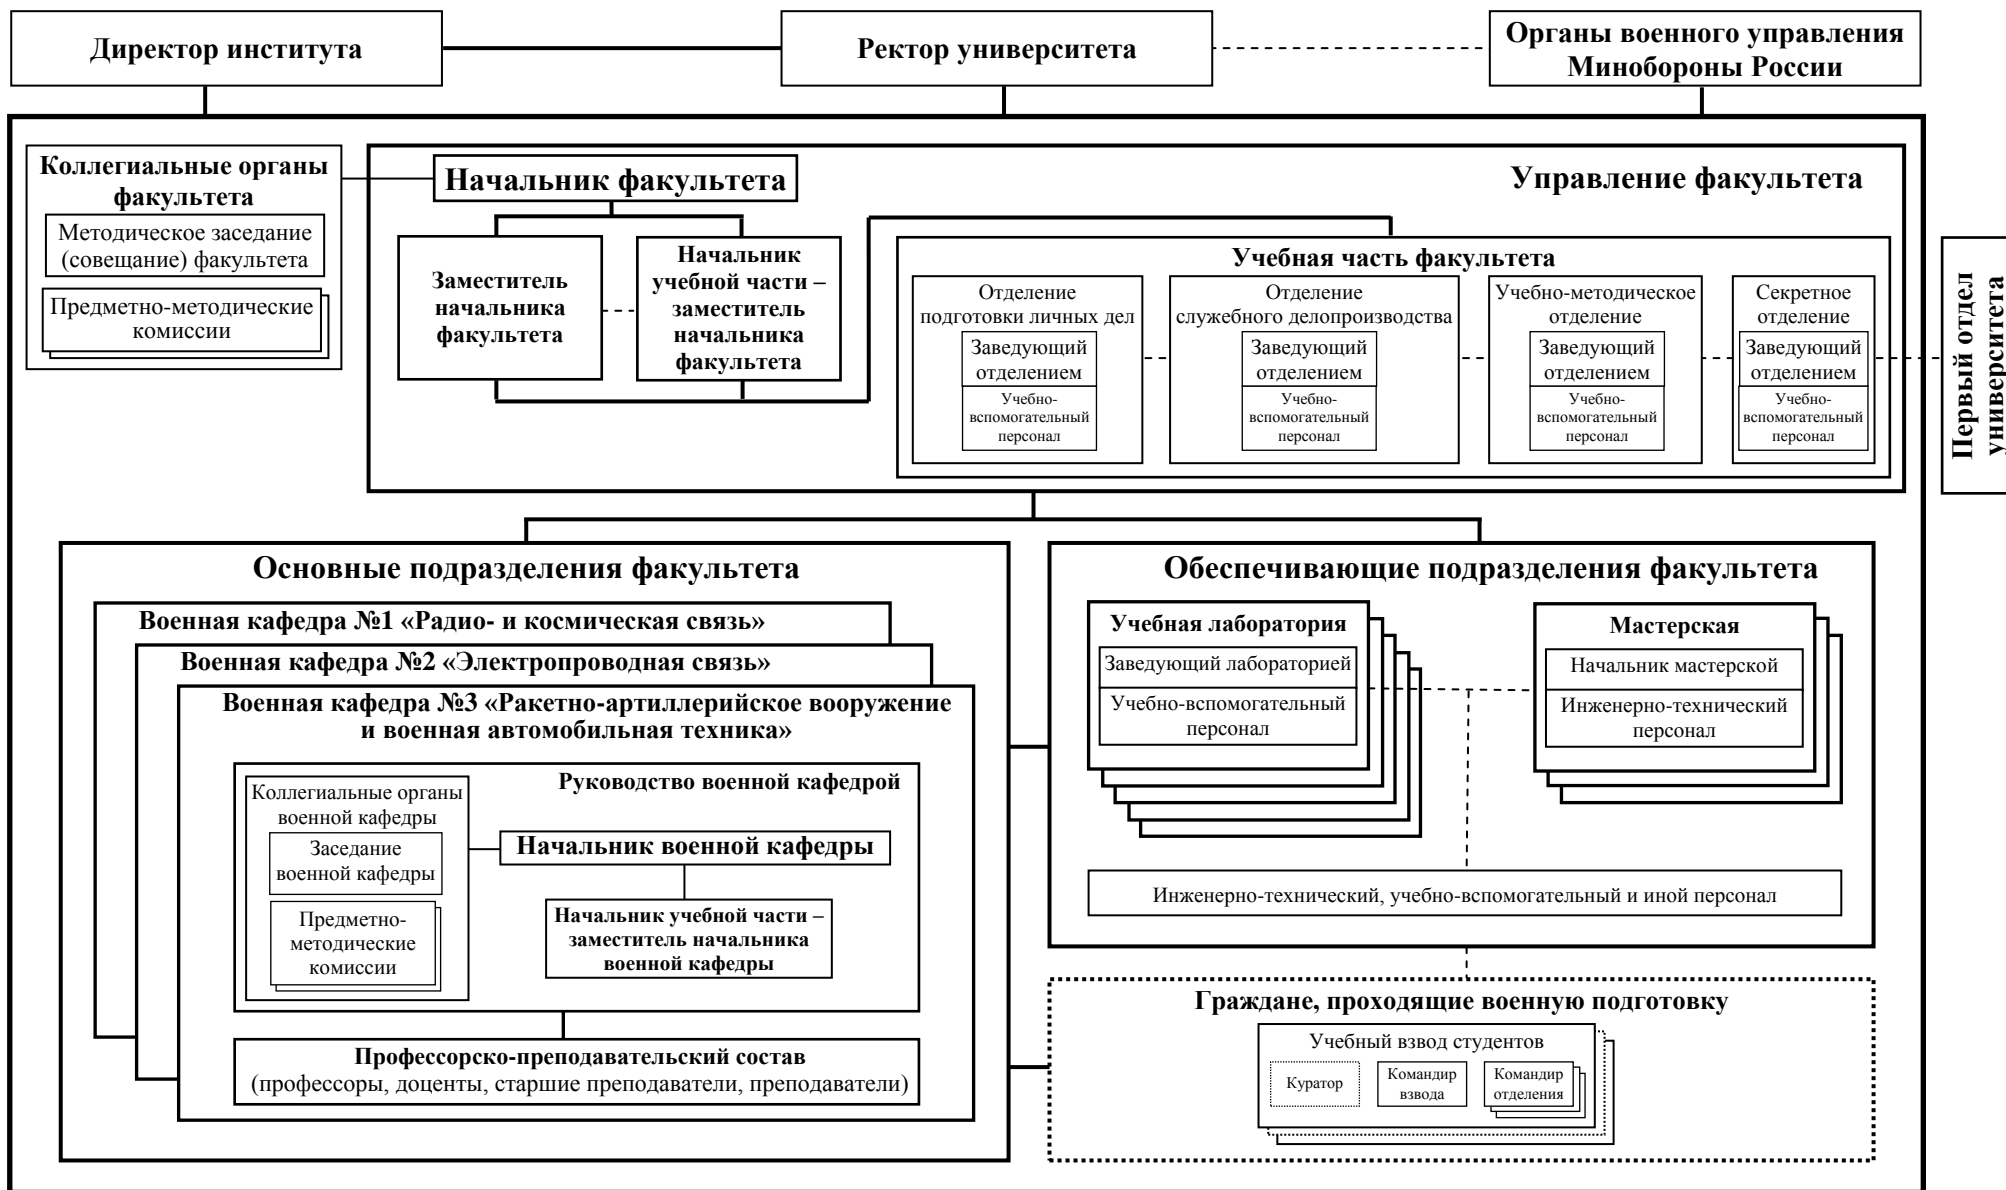 Директор института
Ректор университета
Органы военного управления
Минобороны России
Коллегиальные органы
факультета
Методическое заседание
(совещание) факультета
Предметно-методические
комиссии
Начальник факультета
Управление факультета
Заместитель
начальника
факультета
Начальник
учебной части –
заместитель
начальника
факультета
Учебная часть факультета
Отделение
подготовки личных дел
Заведующий
отделением
Учебно-
вспомогательный
персонал
Отделение
служебного делопроизводства
Заведующий
отделением
Учебно-
вспомогательный
персонал
Учебно-методическое
отделение
Заведующий
отделением
Учебно-
вспомогательный
персонал
Секретное
отделение
Заведующий
отделением
Учебно-
вспомогательный
персонал
Первый отдел
университета
Основные подразделения факультета
Военная кафедра №1 «Радио- и космическая связь»
Военная кафедра №2 «Электропроводная связь»
Военная кафедра №3 «Ракетно-артиллерийское вооружение
и военная автомобильная техника»
Руководство военной кафедрой
Коллегиальные органы
военной кафедры
Заседание
военной кафедры
Предметно-
методические
комиссии
Начальник военной кафедры
Начальник учебной части –
заместитель начальника
военной кафедры
Профессорско-преподавательский состав
(профессоры, доценты, старшие преподаватели, преподаватели)
Обеспечивающие подразделения факультета
Учебная лаборатория
Заведующий лабораторией
Учебно-вспомогательный
персонал
Мастерская
Начальник мастерской
Инженерно-технический
персонал
Инженерно-технический, учебно-вспомогательный и иной персонал
Граждане, проходящие военную подготовку
Учебный взвод студентов
Куратор
Командир
взвода
Командир
отделения